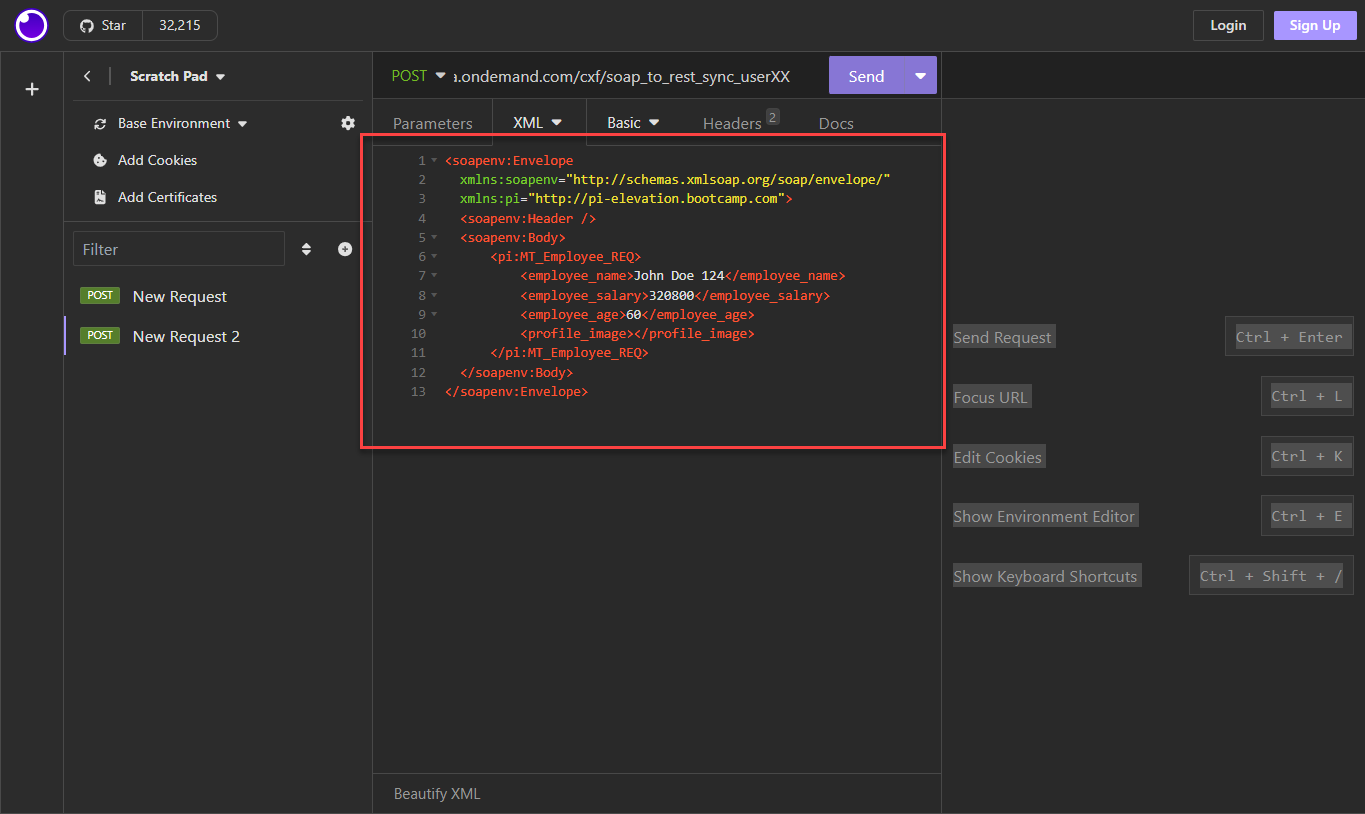 Star 32,215
Login
Sign Up
Scratch Pad
Base Environment
Add Cookies
Add Certificates
Filter
POST New Request
POST New Request 2
POST a.ondemand.com/cxf/soap_to_rest_sync_userXX
Send
Parameters XML Basic Headers 2 Docs
1 <soapenv:Envelope
2 xmlns:soapenv="http://schemas.xmlsoap.org/soap/envelope/"
3 xmlns:pi="http://pi-elevation.bootcamp.com">
4 <soapenv:Header />
5 <soapenv:Body>
6 <pi:MT_Employee_REQ>
7 <employee_name>John Doe 124</employee_name>
8 <employee_salary>320800</employee_salary>
9 <employee_age>60</employee_age>
10 <profile_image></profile_image>
11 </pi:MT_Employee_REQ>
12 </soapenv:Body>
13 </soapenv:Envelope>
Beautify XML
Send Request Ctrl + Enter
Focus URL Ctrl + L
Edit Cookies Ctrl + K
Show Environment Editor Ctrl + E
Show Keyboard Shortcuts Ctrl + Shift + /